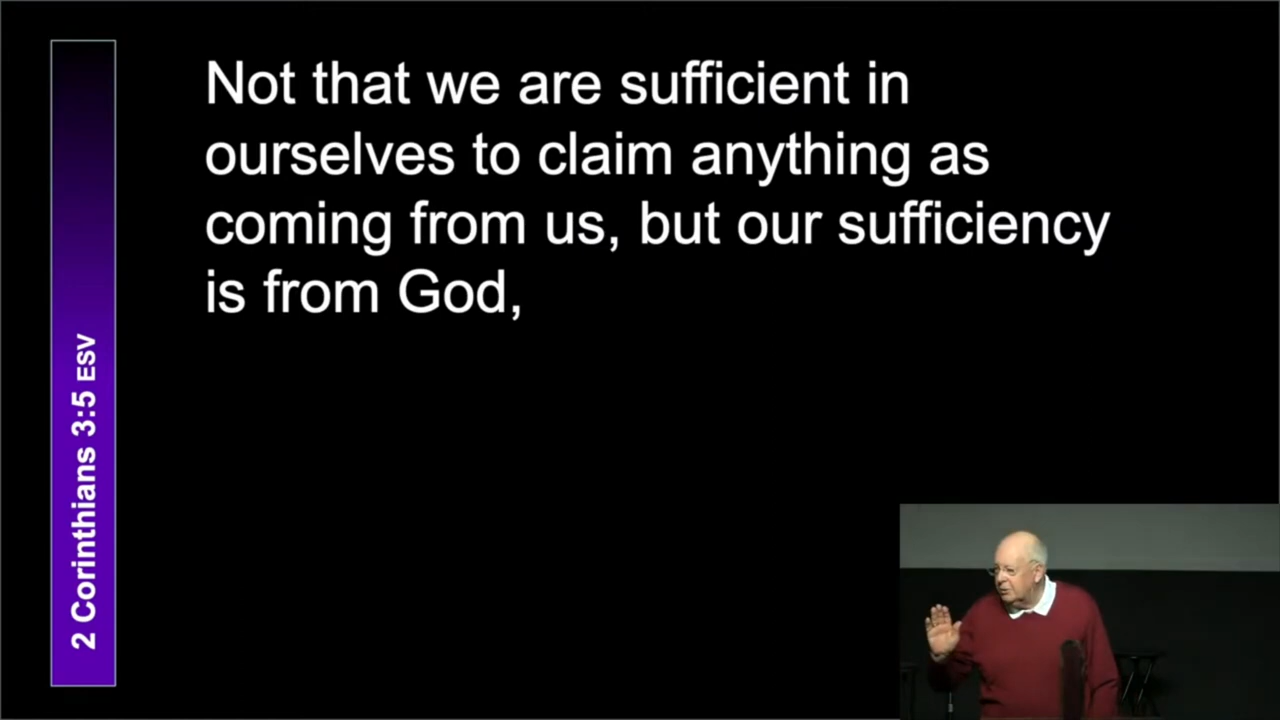 Not that we are sufficient in
ourselves to claim anything as
coming from us, but our sufficiency
is from God,
2 Corinthians 3:5 ESV